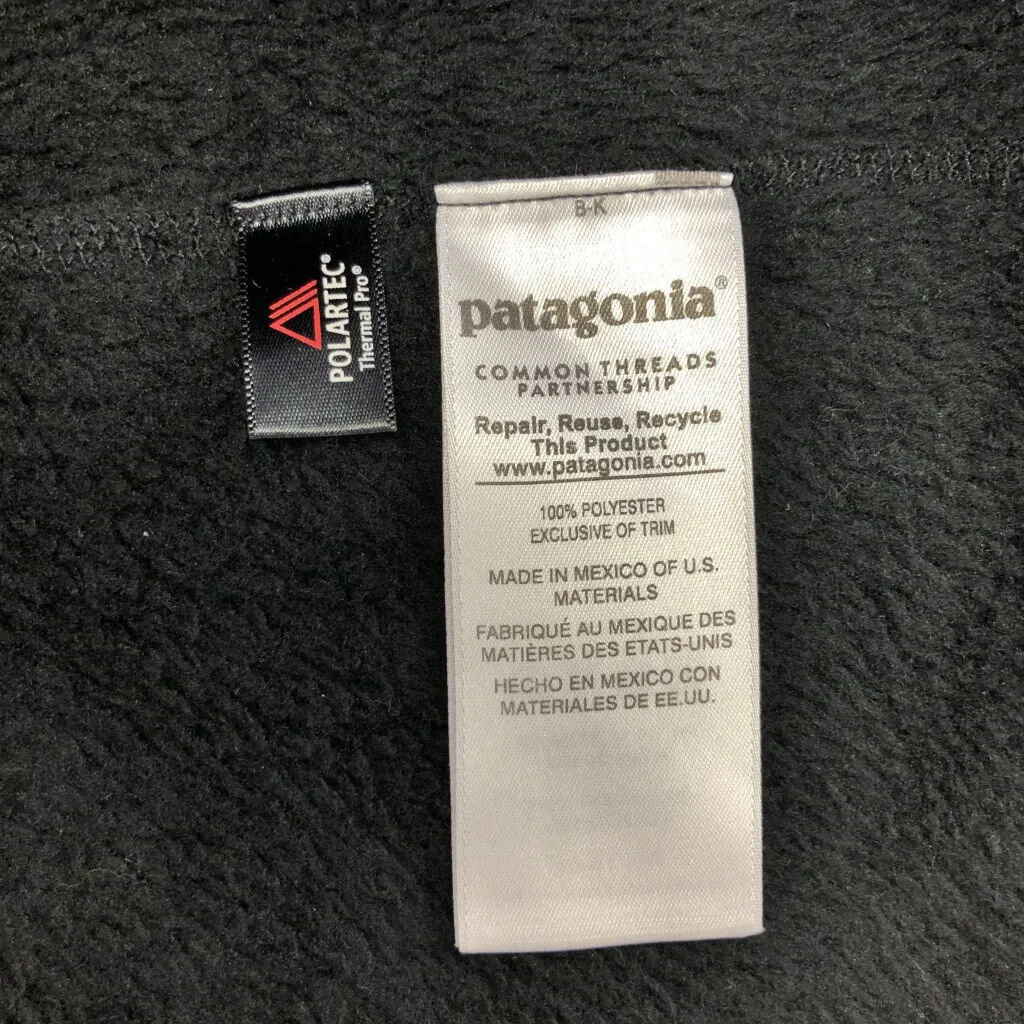 POLARTEC®
Thermal Pro®
B-K
patagonia®
COMMON THREADS
PARTNERSHIP
Repair, Reuse, Recycle
This Product
www.patagonia.com
100% POLYESTER
EXCLUSIVE OF TRIM
MADE IN MEXICO OF U.S.
MATERIALS
FABRIQUÉ AU MEXIQUE DES
MATIÈRES DES ETATS-UNIS
HECHO EN MEXICO CON
MATERIALES DE EE.UU.